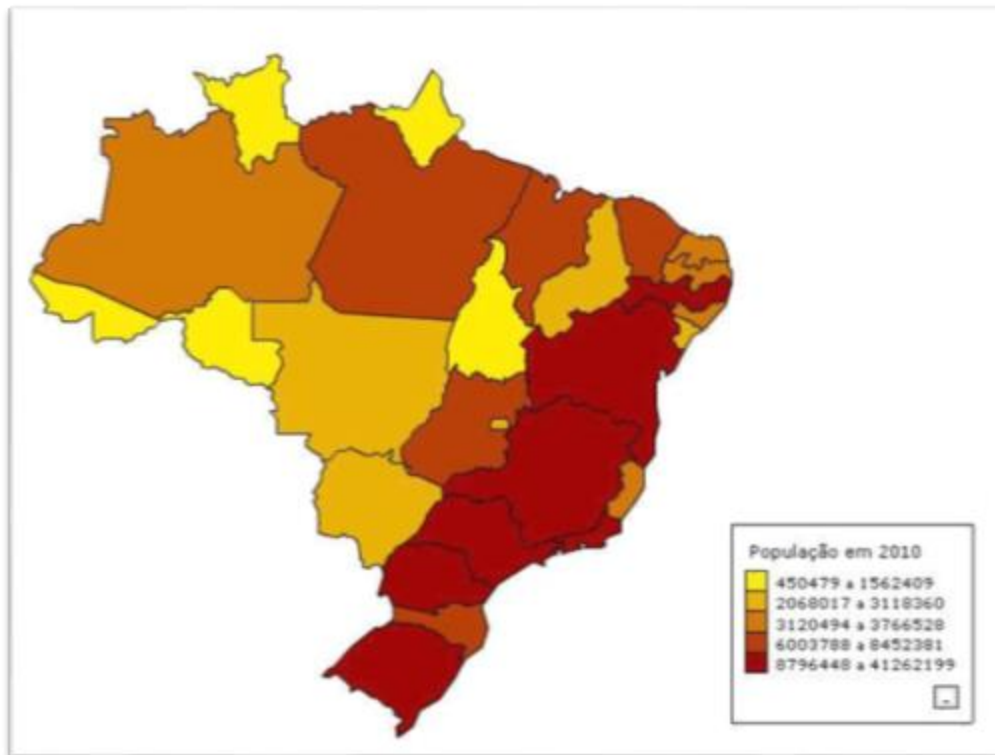 População em 2010
450479 a 1562409
2068017 a 3118360
3120494 a 3766528
6003788 a 8452381
8796448 a 41262199
-